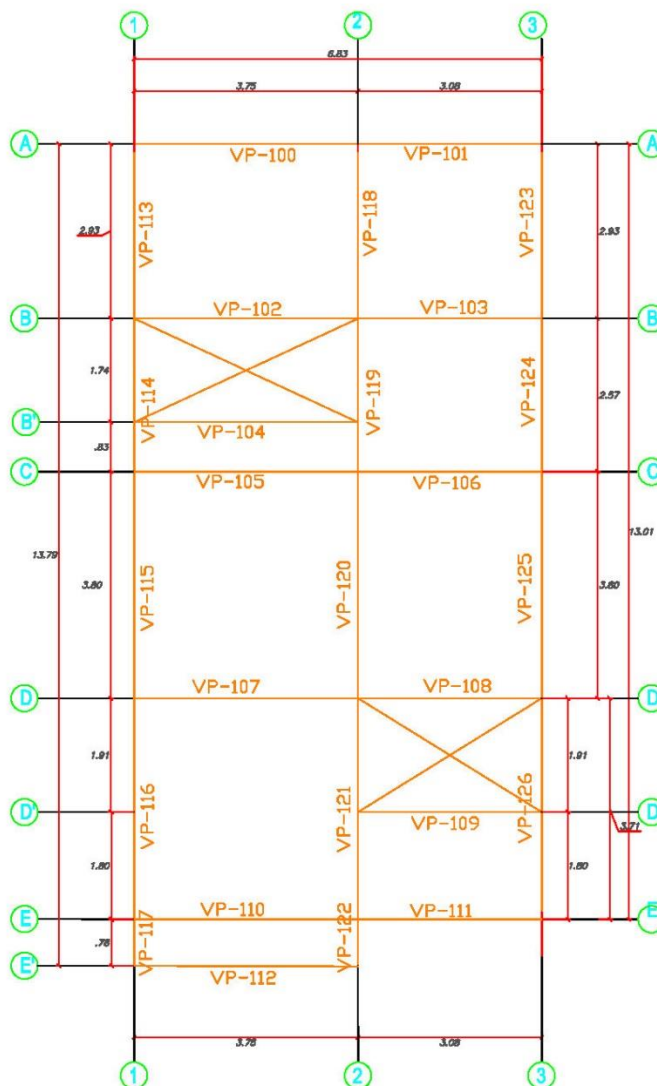 1 2 3
6.83
3.75 3.08
A A
VP-100 VP-101
VP-113 VP-118 VP-123
2.93 2.93
B B
VP-102 VP-103
1.74 VP-114 VP-119 VP-124 2.57
B'
VP-104
.83
C C
VP-105 VP-106
13.79 13.01
3.80 VP-115 VP-120 VP-125 3.80
D D
VP-107 VP-108
1.91 1.91
VP-116 VP-121 VP-126
D' D
VP-109
3.71
1.80 1.80
E E
VP-110 VP-111
VP-117 VP-122
.78
E'
VP-112
3.75 3.08
1 2 3